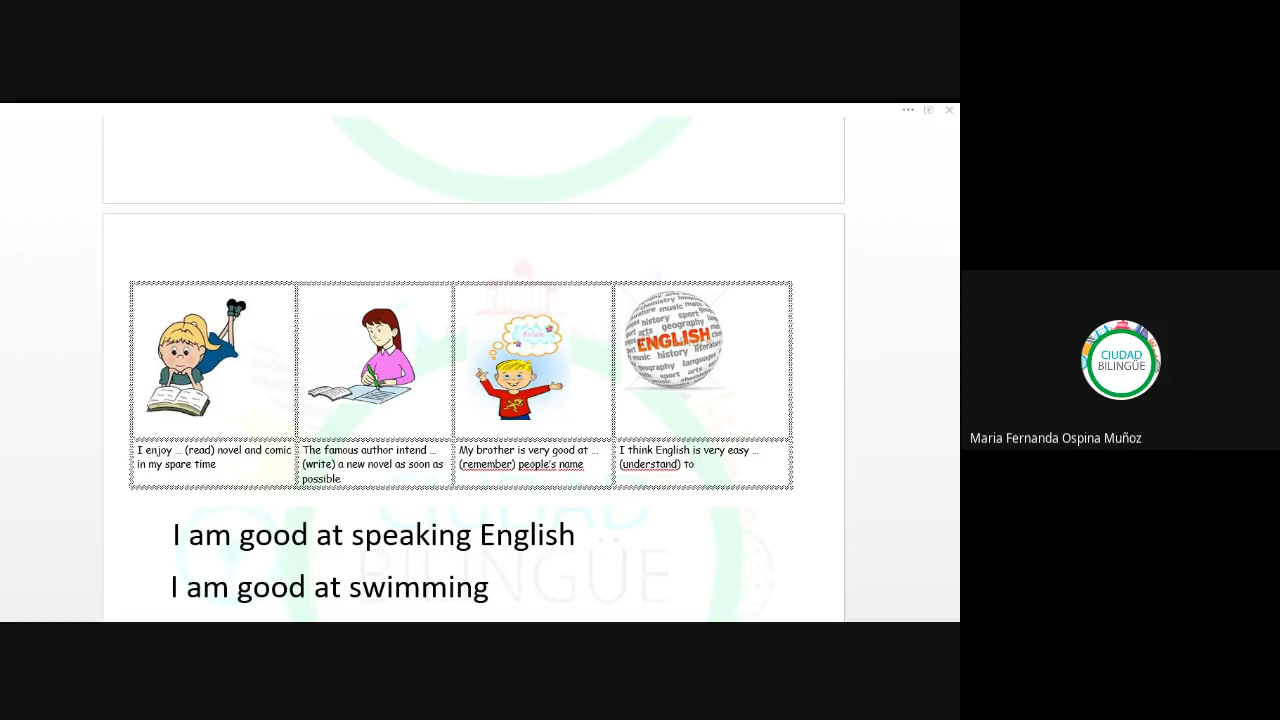 ENGLISH
I enjoy ... (read) novel and comic
in my spare time
The famous author intend ...
(write) a new novel as soon as
possible
My brother is very good at ...
(remember) people's name
I think English is very easy ...
(understand) to
I am good at speaking English
I am good at swimming
CIUDAD
BILINGÜE
CIUDAD
BILINGÜE
Maria Fernanda Ospina Muñoz